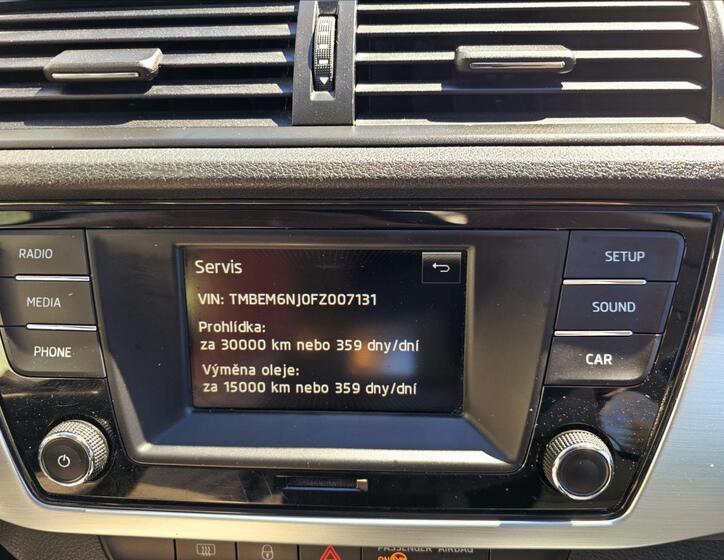 RADIO
MEDIA
PHONE
Servis
VIN: TMBEM6NJ0FZ007131
Prohlídka:
za 30000 km nebo 359 dny/dní
Výměna oleje:
za 15000 km nebo 359 dny/dní
SETUP
SOUND
CAR
PASSENGER AIRBAG